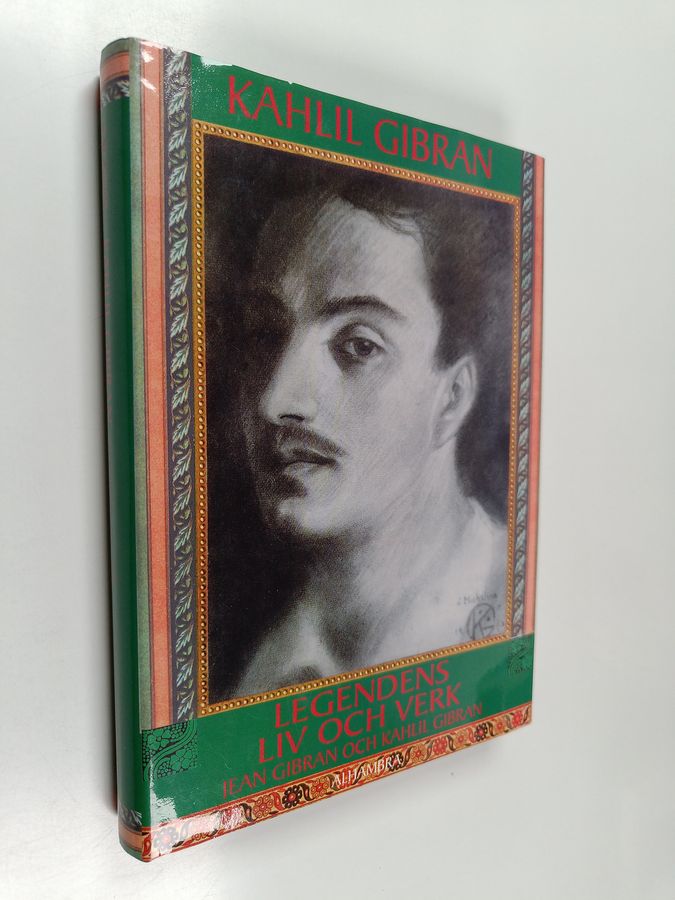 KAHLIL GIBRAN
LEGENDENS
LIV OCH VERK
JEAN GIBRAN OCH KAHLIL GIBRAN
ALHAMBRA